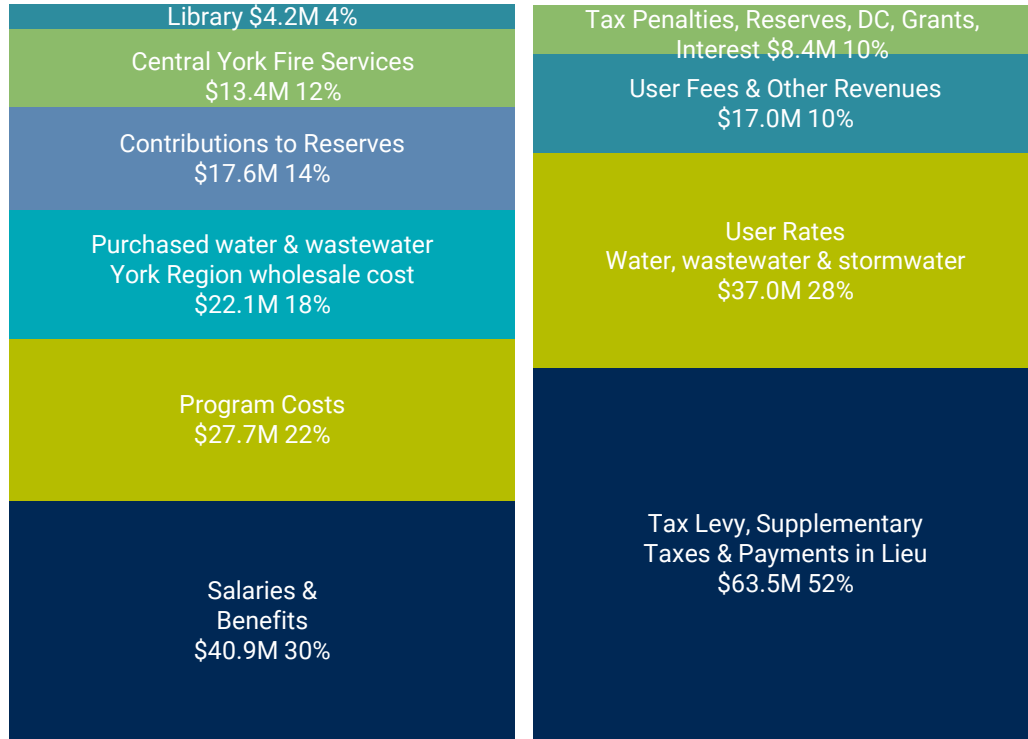 Library $4.2M 4%
Central York Fire Services
$13.4M 12%
Contributions to Reserves
$17.6M 14%
Purchased water & wastewater
York Region wholesale cost
$22.1M 18%
Program Costs
$27.7M 22%
Salaries &
Benefits
$40.9M 30%
Tax Penalties, Reserves, DC, Grants,
Interest $8.4M 10%
User Fees & Other Revenues
$17.0M 10%
User Rates
Water, wastewater & stormwater
$37.0M 28%
Tax Levy, Supplementary
Taxes & Payments in Lieu
$63.5M 52%